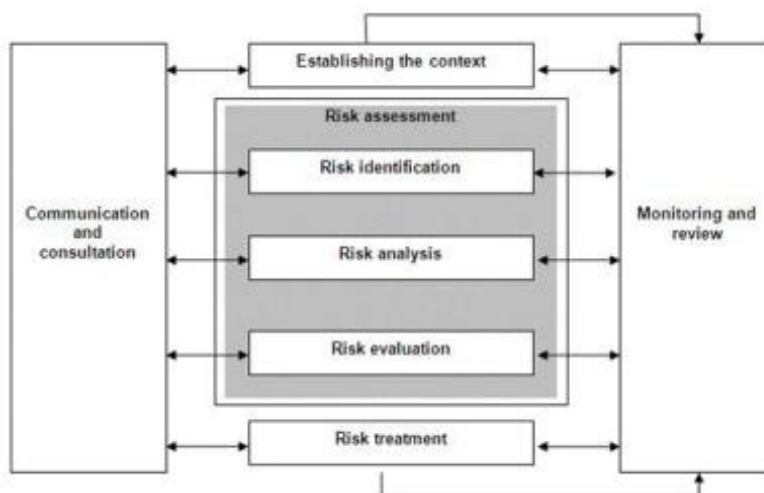 Establishing the context
Risk assessment
Risk identification
Communication
and
consultation
Monitoring and
review
Risk analysis
Risk evaluation
Risk treatment